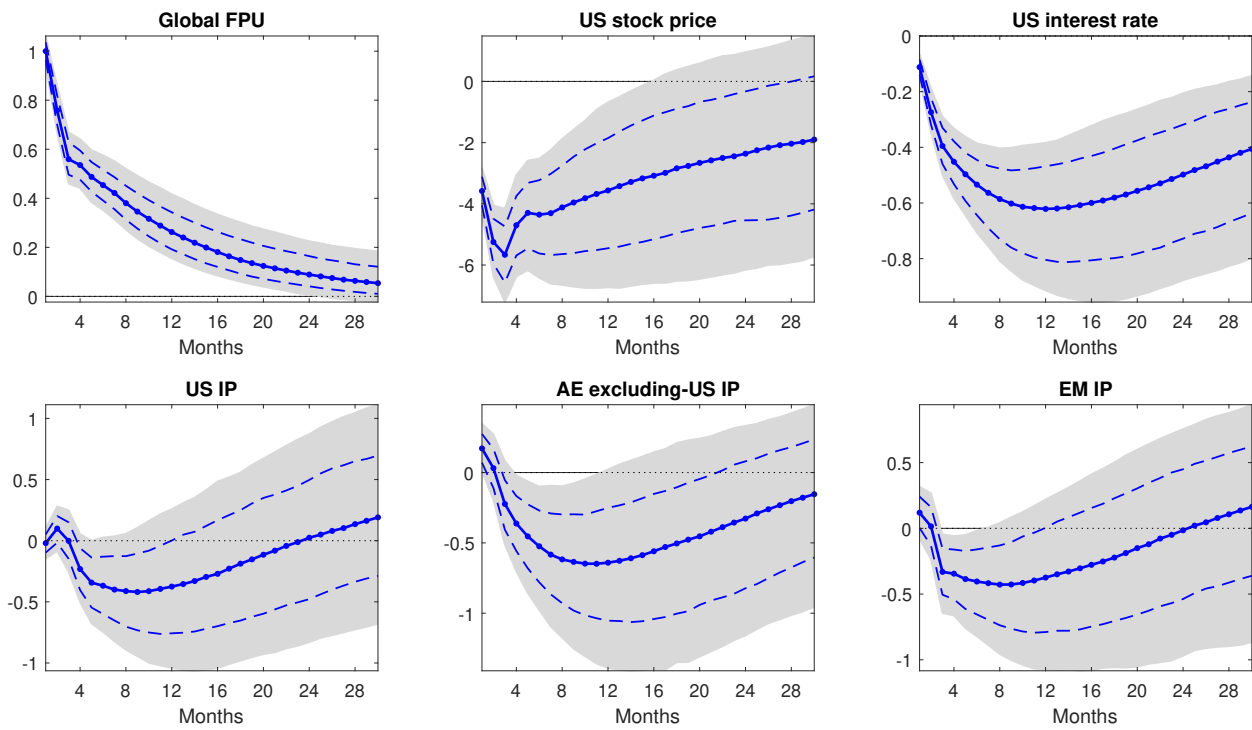 Global FPU
US stock price
US interest rate
1
0.8
0.6
0.4
0.2
0
0
-2
-4
-6
0
-0.2
-0.4
-0.6
-0.8
4 8 12 16 20 24 28
4 8 12 16 20 24 28
4 8 12 16 20 24 28
Months
Months
Months
US IP
AE excluding-US IP
EM IP
1
0.5
0
-0.5
-1
0
-0.5
-1
0.5
0
-0.5
-1
4 8 12 16 20 24 28
4 8 12 16 20 24 28
4 8 12 16 20 24 28
Months
Months
Months